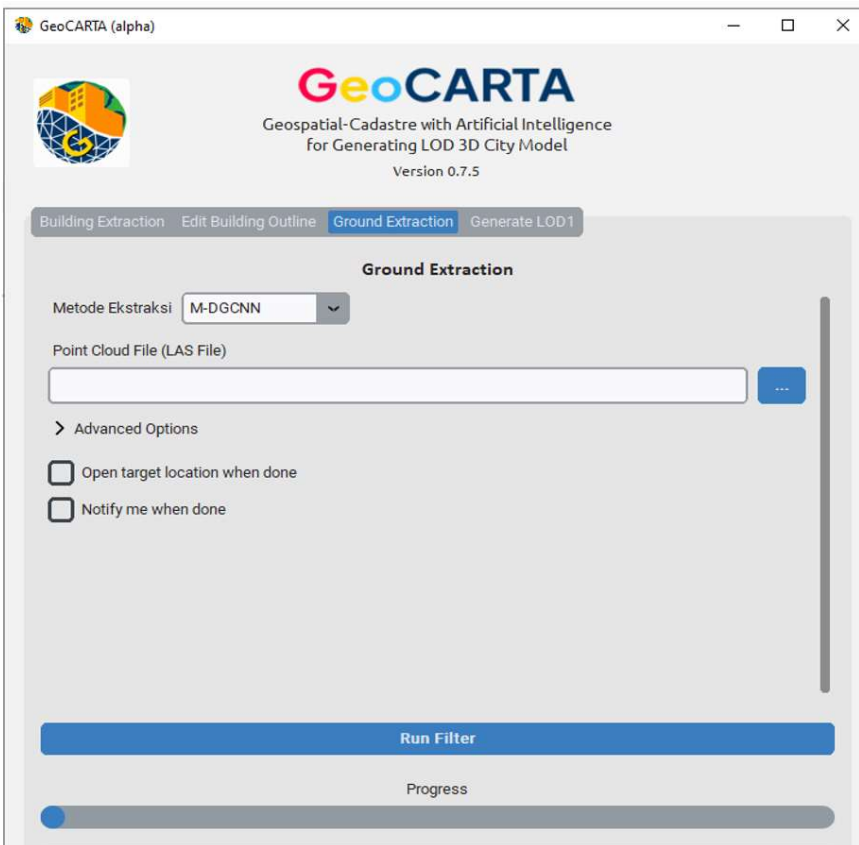 GeoCARTA (alpha)
GeoCARTA
Geospatial-Cadastre with Artificial Intelligence
for Generating LOD 3D City Model
Version 0.7.5
Building Extraction Edit Building Outline Ground Extraction Generate LOD1
Ground Extraction
Metode Ekstraksi M-DGCNN
Point Cloud File (LAS File)
...
Advanced Options
Open target location when done
Notify me when done
Run Filter
Progress